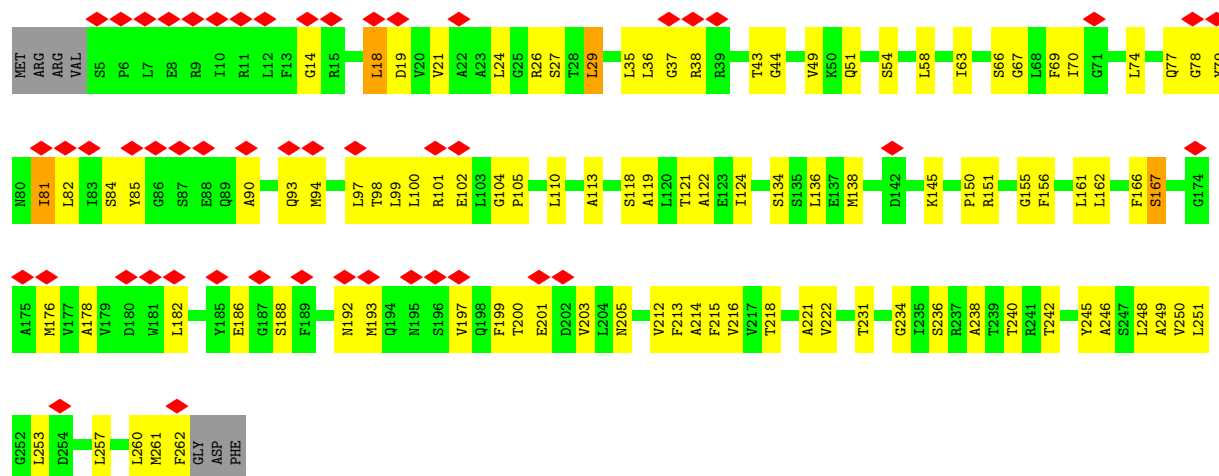 MET ARG ARG VAL S5 P6 L7 E8 R9 I10 R11 L12 F13 G14 R15 L18 D19 V20 V21 A22 A23 L24 G25 R26 S27 T28 L29 L35 L36 G37 R38 R39 T43 G44 V49 K50 Q51 S54 L58 I63 S66 G67 L68 F69 I70 G71 L74 Q77 G78
N80 I81 L82 I83 S84 Y85 G86 S87 E88 Q89 A90 Q93 M94 L97 T98 L99 L100 R101 E102 L103 G104 P105 L110 A113 S118 A119 L120 T121 A122 E123 I124 S134 S135 L136 E137 M138 D142 K145 P150 R151 G155 F156 L161 L162 F166 S167 G174
A175 M176 V177 A178 V179 D180 W181 L182 Y185 E186 G187 S188 F189 N192 M193 Q194 N195 S196 V197 Q198 F199 T200 E201 D202 V203 L204 N205 V212 F213 A214 F215 V216 V217 T218 A221 V222 T231 G234 I235 S236 R237 A238 T239 T240 R241 T242 Y245 A246 S247 L248 A249 V250 L251
G252 L253 D254 L257 L260 M261 F262 GLY ASP PHE